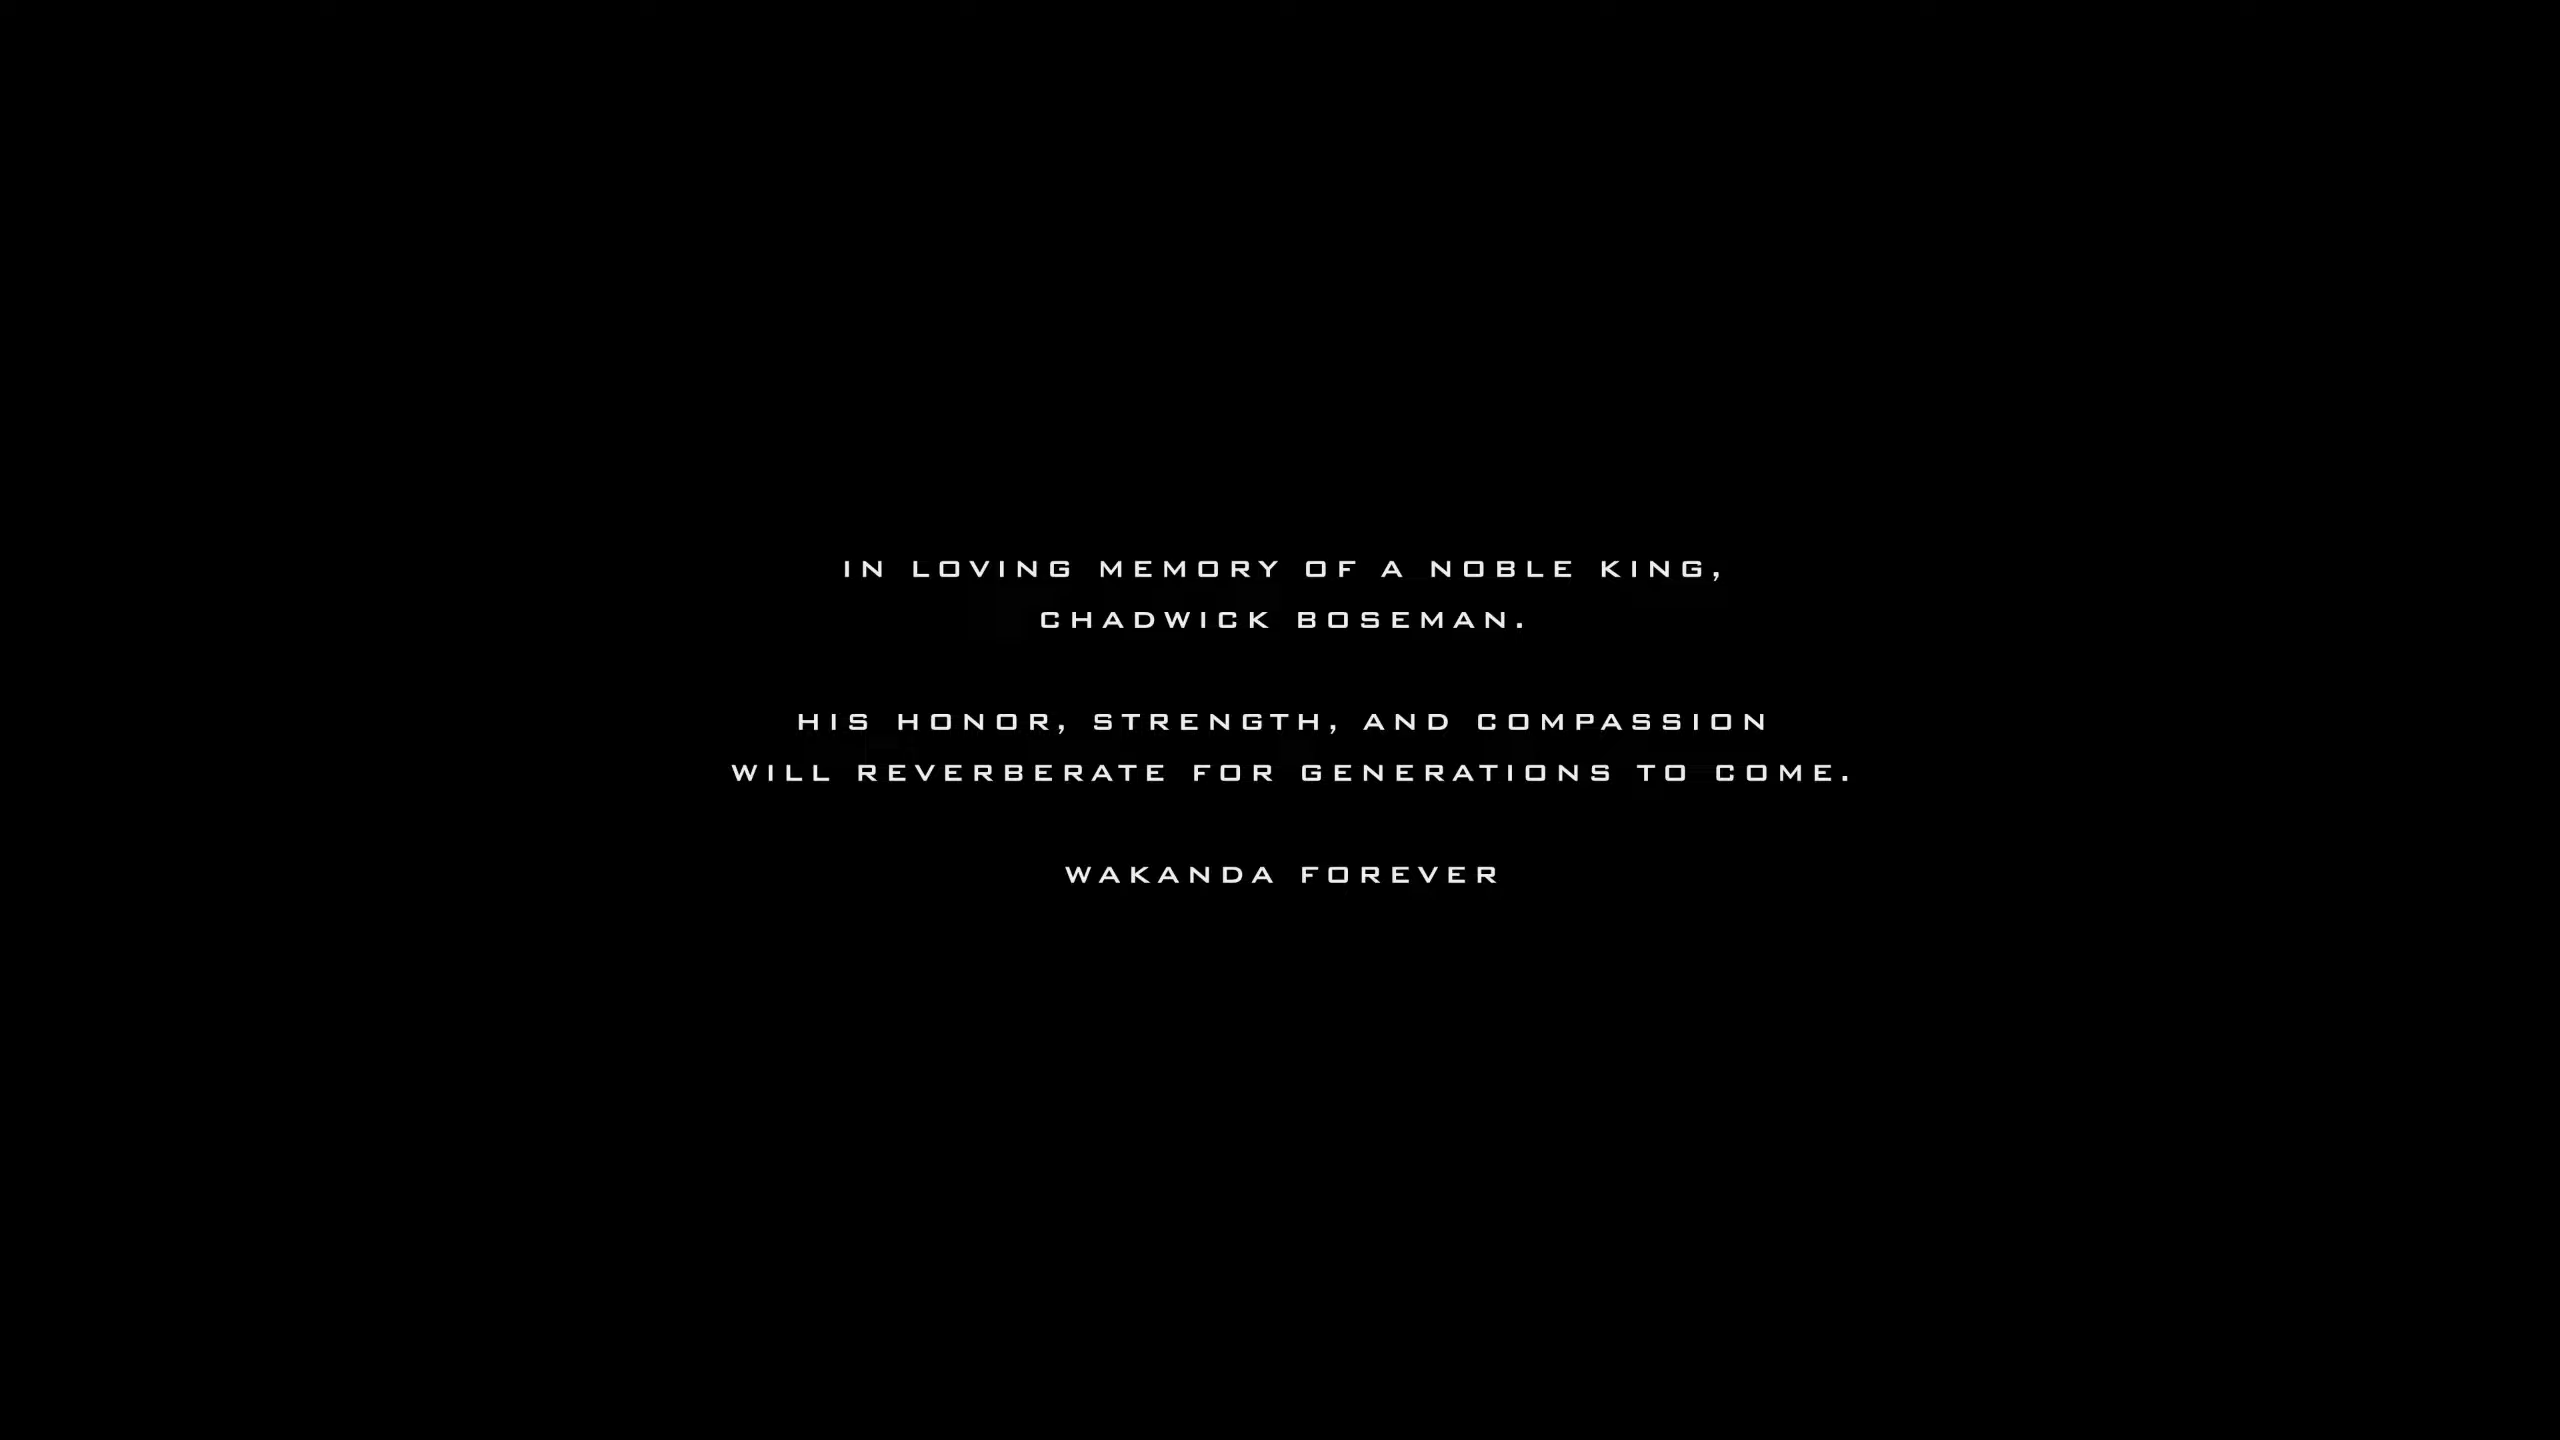 IN LOVING MEMORY OF A NOBLE KING,
CHADWICK BOSEMAN.
HIS HONOR, STRENGTH, AND COMPASSION
WILL REVERBERATE FOR GENERATIONS TO COME.
WAKANDA FOREVER